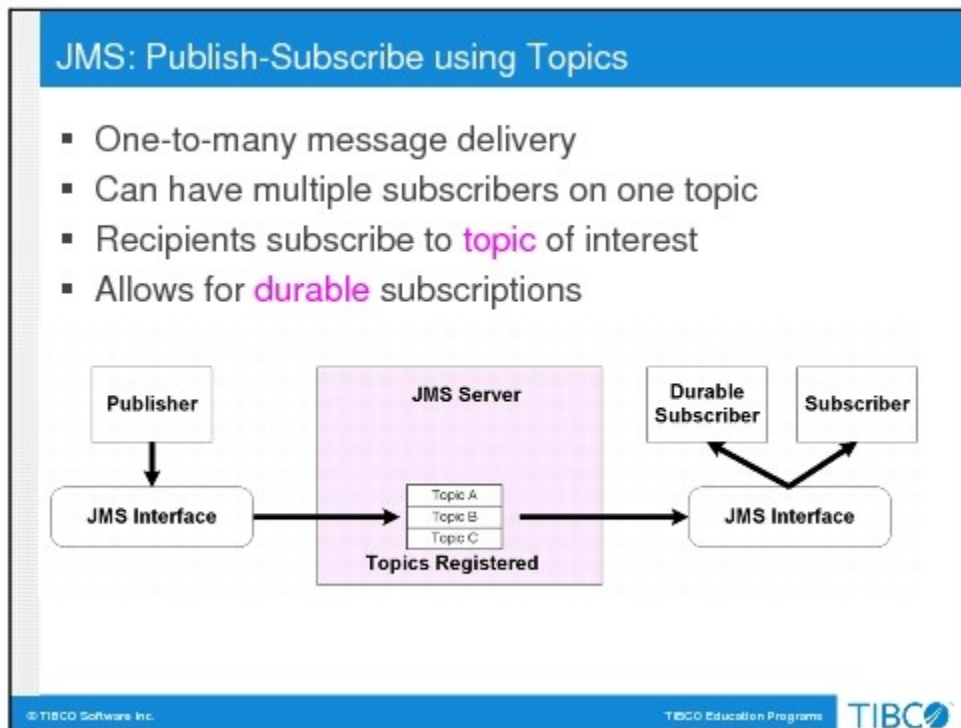 JMS: Publish-Subscribe using Topics
▪ One-to-many message delivery
▪ Can have multiple subscribers on one topic
▪ Recipients subscribe to topic of interest
▪ Allows for durable subscriptions
Publisher
JMS Interface
JMS Server
Topic A
Topic B
Topic C
Topics Registered
Durable
Subscriber
Subscriber
JMS Interface
© TIBCO Software Inc.
TIBCO Education Programs
TIBCO